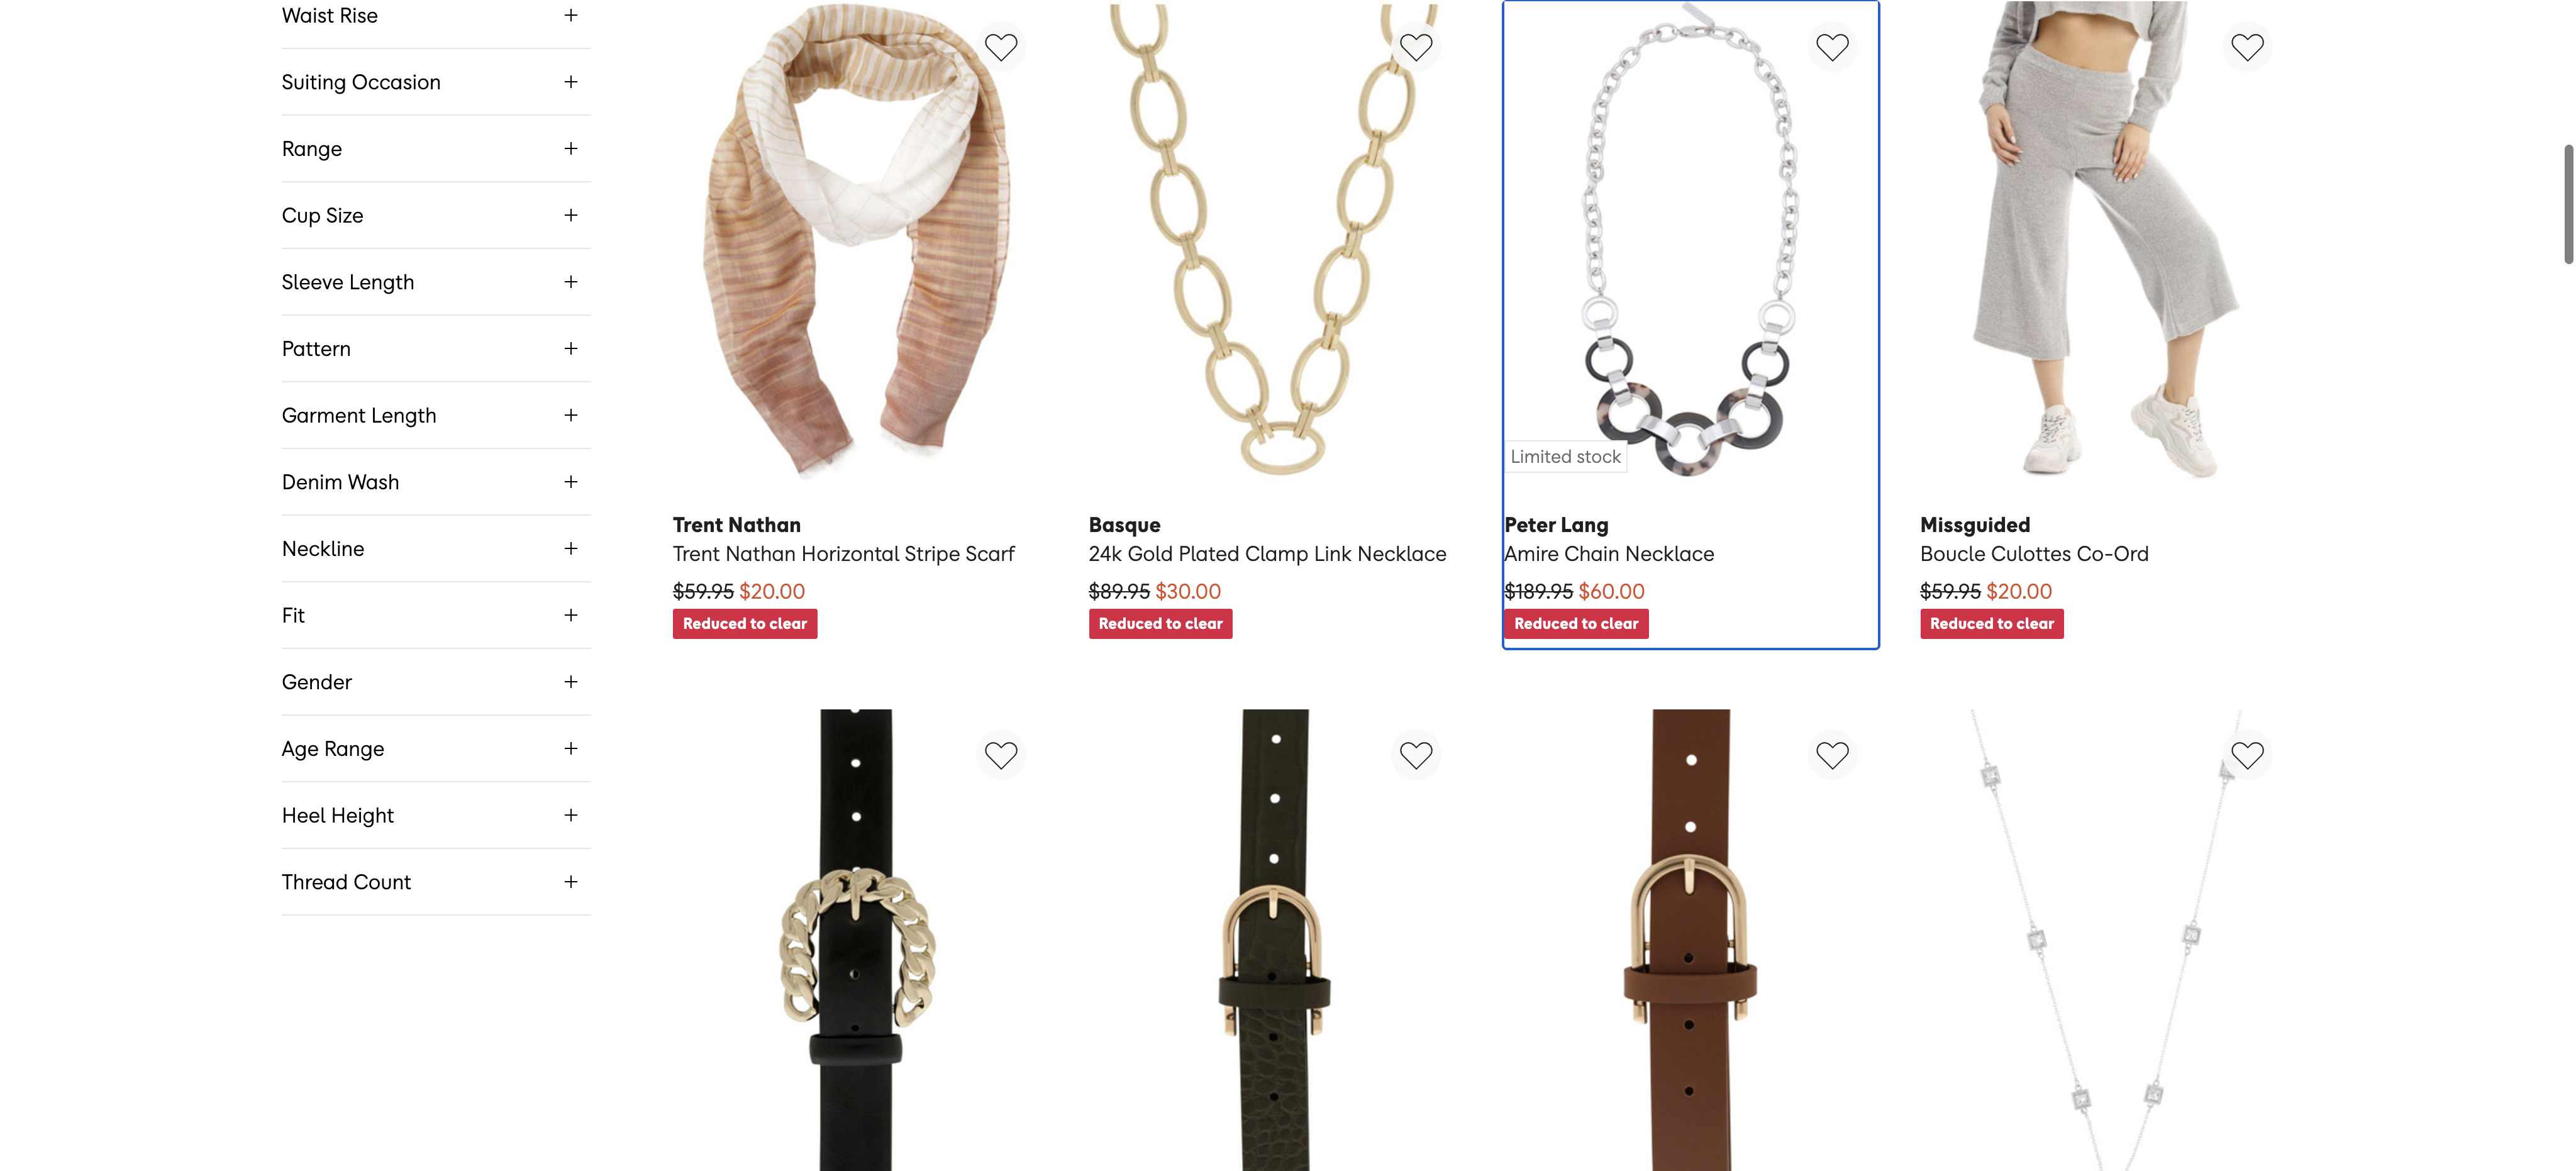 Waist Rise
Suiting Occasion
Range
Cup Size
Sleeve Length
Pattern
Garment Length
Denim Wash
Neckline
Fit
Gender
Age Range
Heel Height
Thread Count
Trent Nathan
Trent Nathan Horizontal Stripe Scarf
$59.95 $20.00
Reduced to clear
Basque
24k Gold Plated Clamp Link Necklace
$89.95 $30.00
Reduced to clear
Limited stock
Peter Lang
Amire Chain Necklace
$189.95 $60.00
Reduced to clear
Missguided
Boucle Culottes Co-Ord
$59.95 $20.00
Reduced to clear